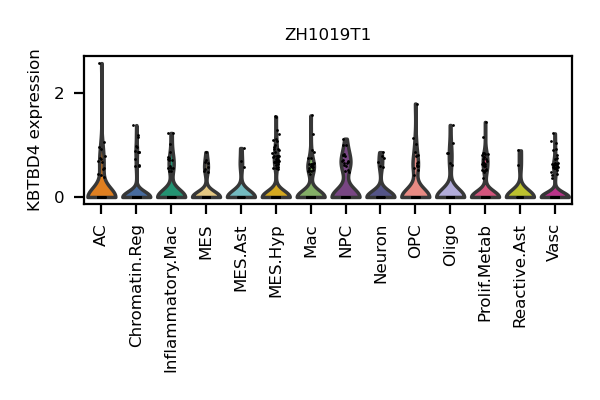 ZH1019T1
KBTBD4 expression
2
0
AC
Chromatin.Reg
Inflammatory.Mac
MES
MES.Ast
MES.Hyp
Mac
NPC
Neuron
OPC
Oligo
Prolif.Metab
Reactive.Ast
Vasc